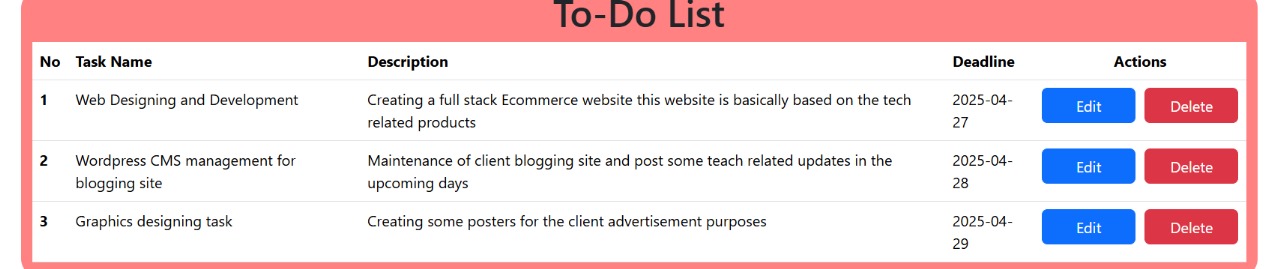 To-Do List
No Task Name Description Deadline Actions
1 Web Designing and Development Creating a full stack Ecommerce website this website is basically based on the tech 2025-04- Edit Delete
related products 27
2 Wordpress CMS management for Maintenance of client blogging site and post some teach related updates in the 2025-04- Edit Delete
blogging site upcoming days 28
3 Graphics designing task Creating some posters for the client advertisement purposes 2025-04- Edit Delete
29